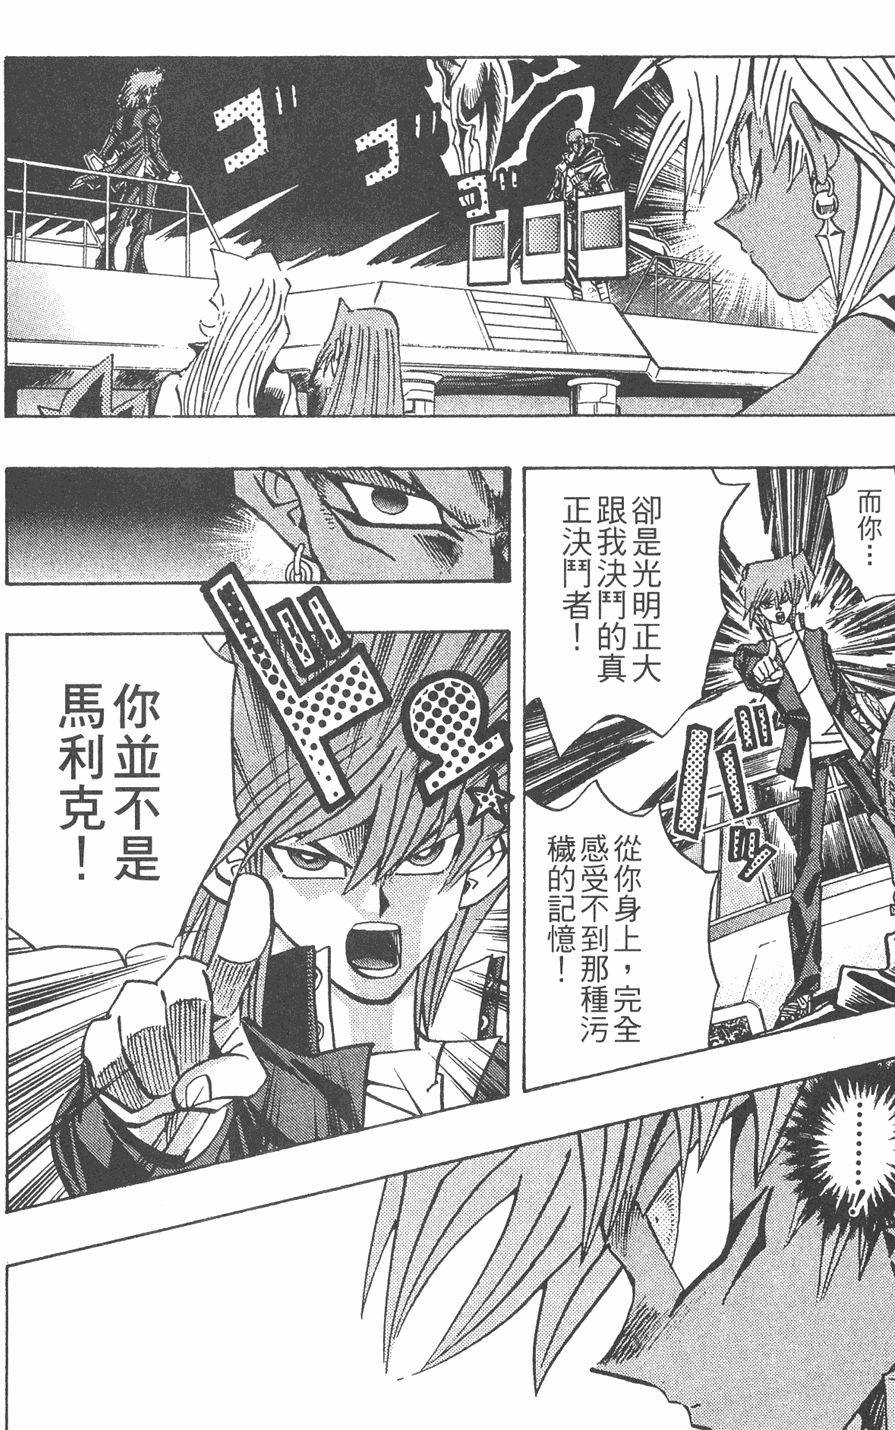 ゴ
ゴ
ゴ
而你…
卻是光明正大
跟我決鬥的真
正決鬥者！
從你身上，完全
感受不到那種污
穢的記憶！
ド
ン
你並不是
馬利克！
………！